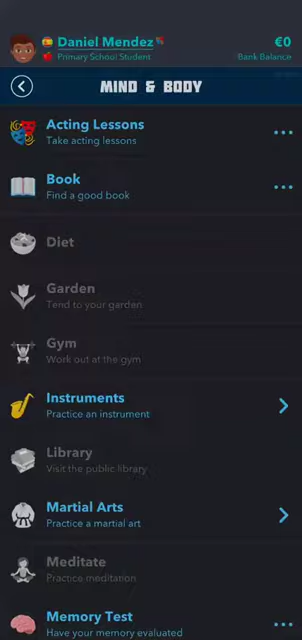 Daniel Mendez
€0
Primary School Student
Bank Balance
MIND & BODY
Acting Lessons
Take acting lessons
Book
Find a good book
Diet
Garden
Tend to your garden
Gym
Work out at the gym
Instruments
Practice an instrument
Library
Visit the public library
Martial Arts
Practice a martial art
Meditate
Practice meditation
Memory Test
Have your memory evaluated